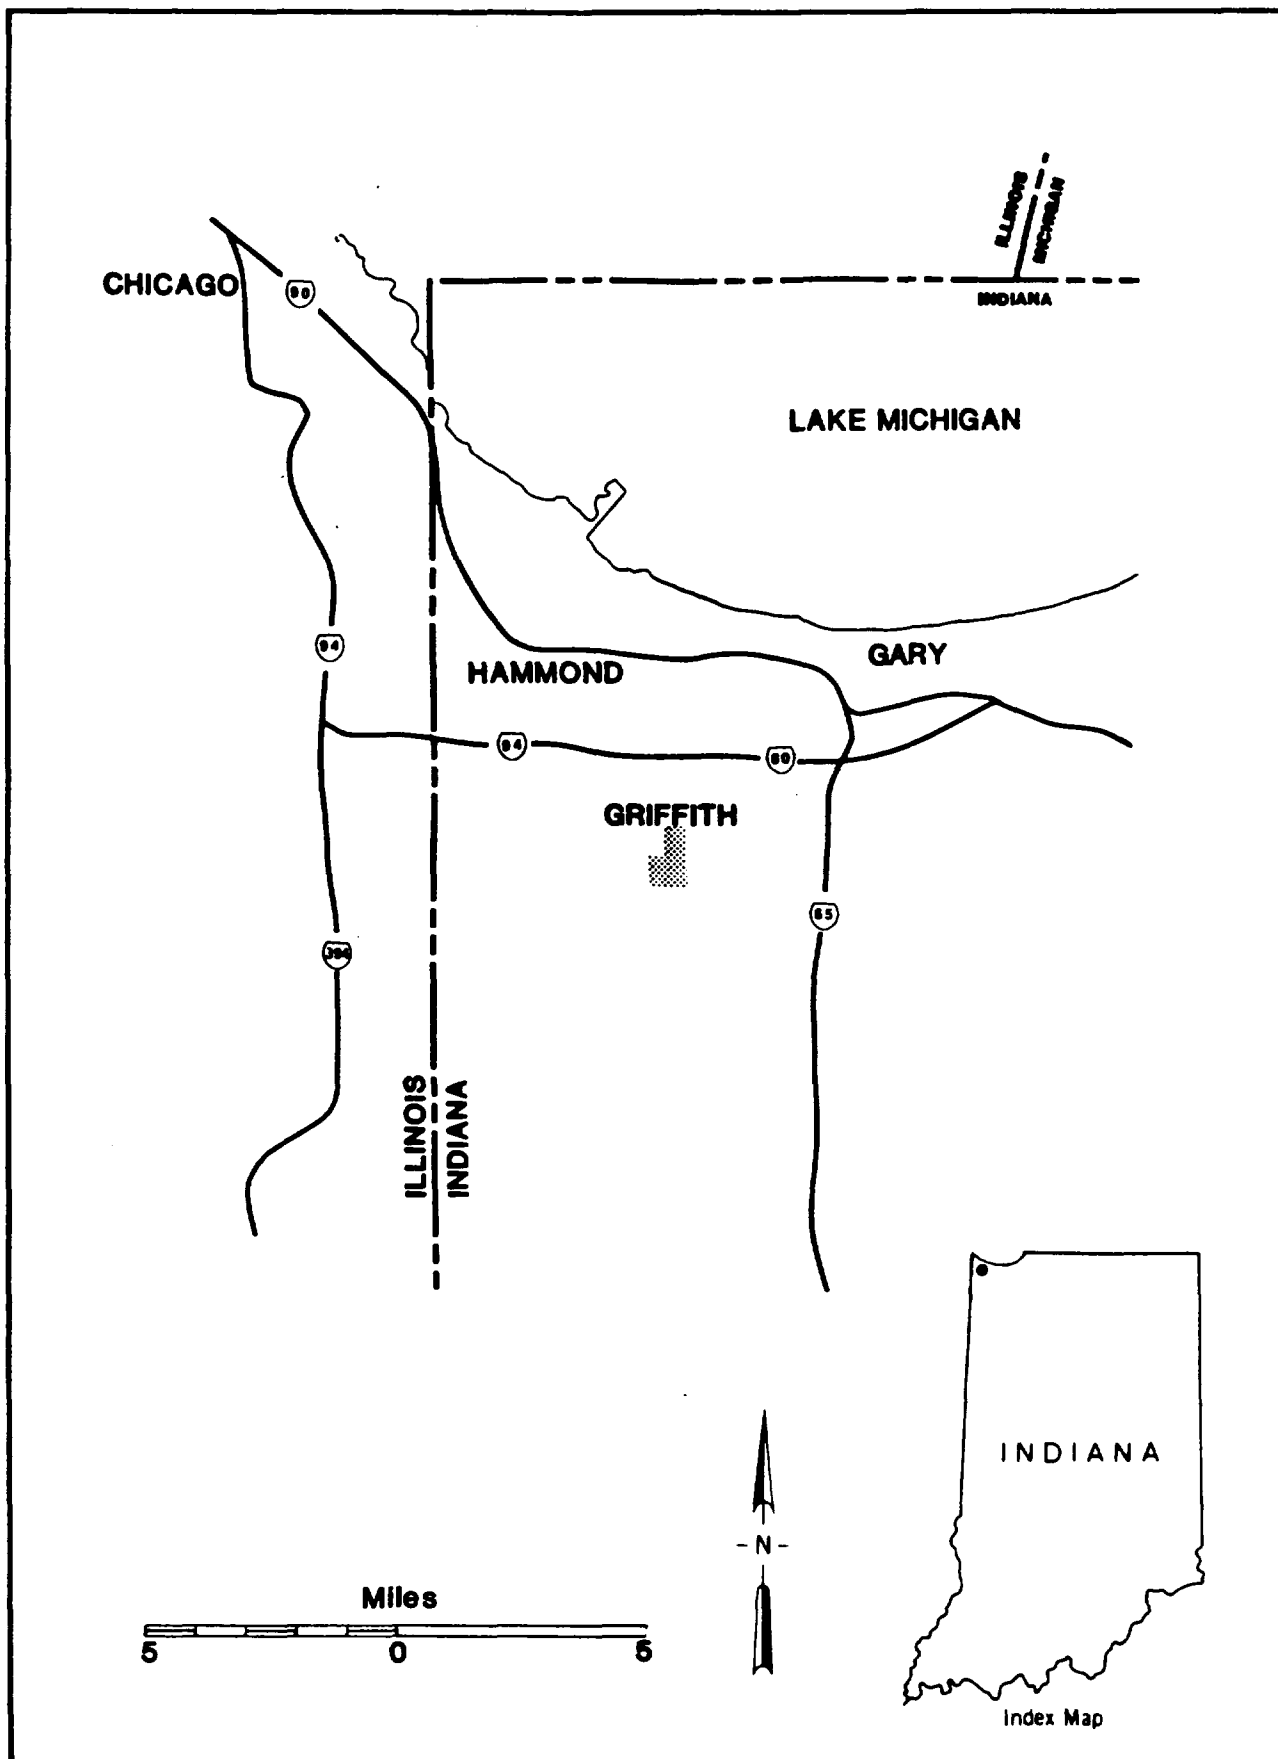 ILLINOIS
MICHIGAN
CHICAGO
90
INDIANA
LAKE MICHIGAN
94
GARY
HAMMOND
94
GRIFFITH
65
394
ILLINOIS
INDIANA
INDIANA
- N -
Miles
5 0 5
Index Map